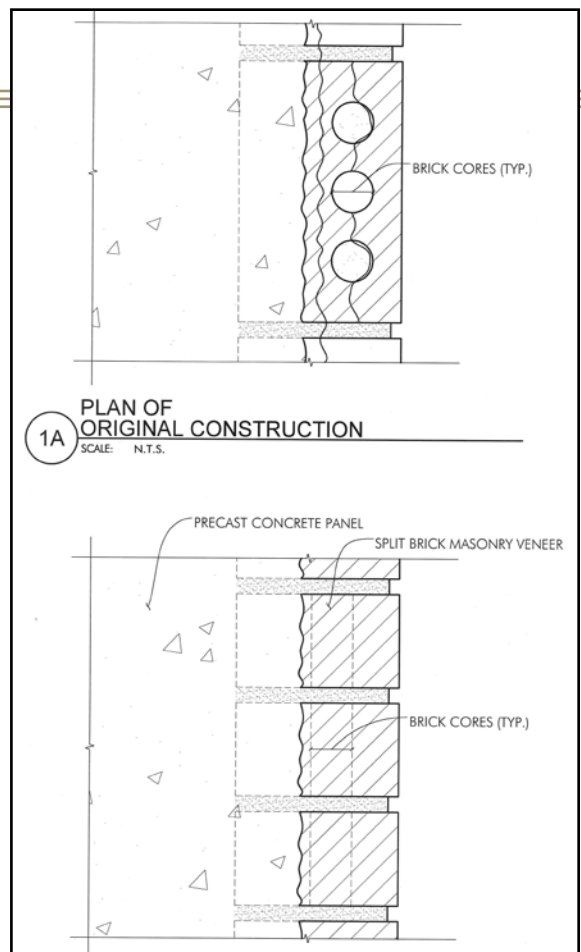 BRICK CORES (TYP.)
1A
PLAN OF
ORIGINAL CONSTRUCTION
SCALE: N.T.S.
PRECAST CONCRETE PANEL
SPLIT BRICK MASONRY VENEER
BRICK CORES (TYP.)